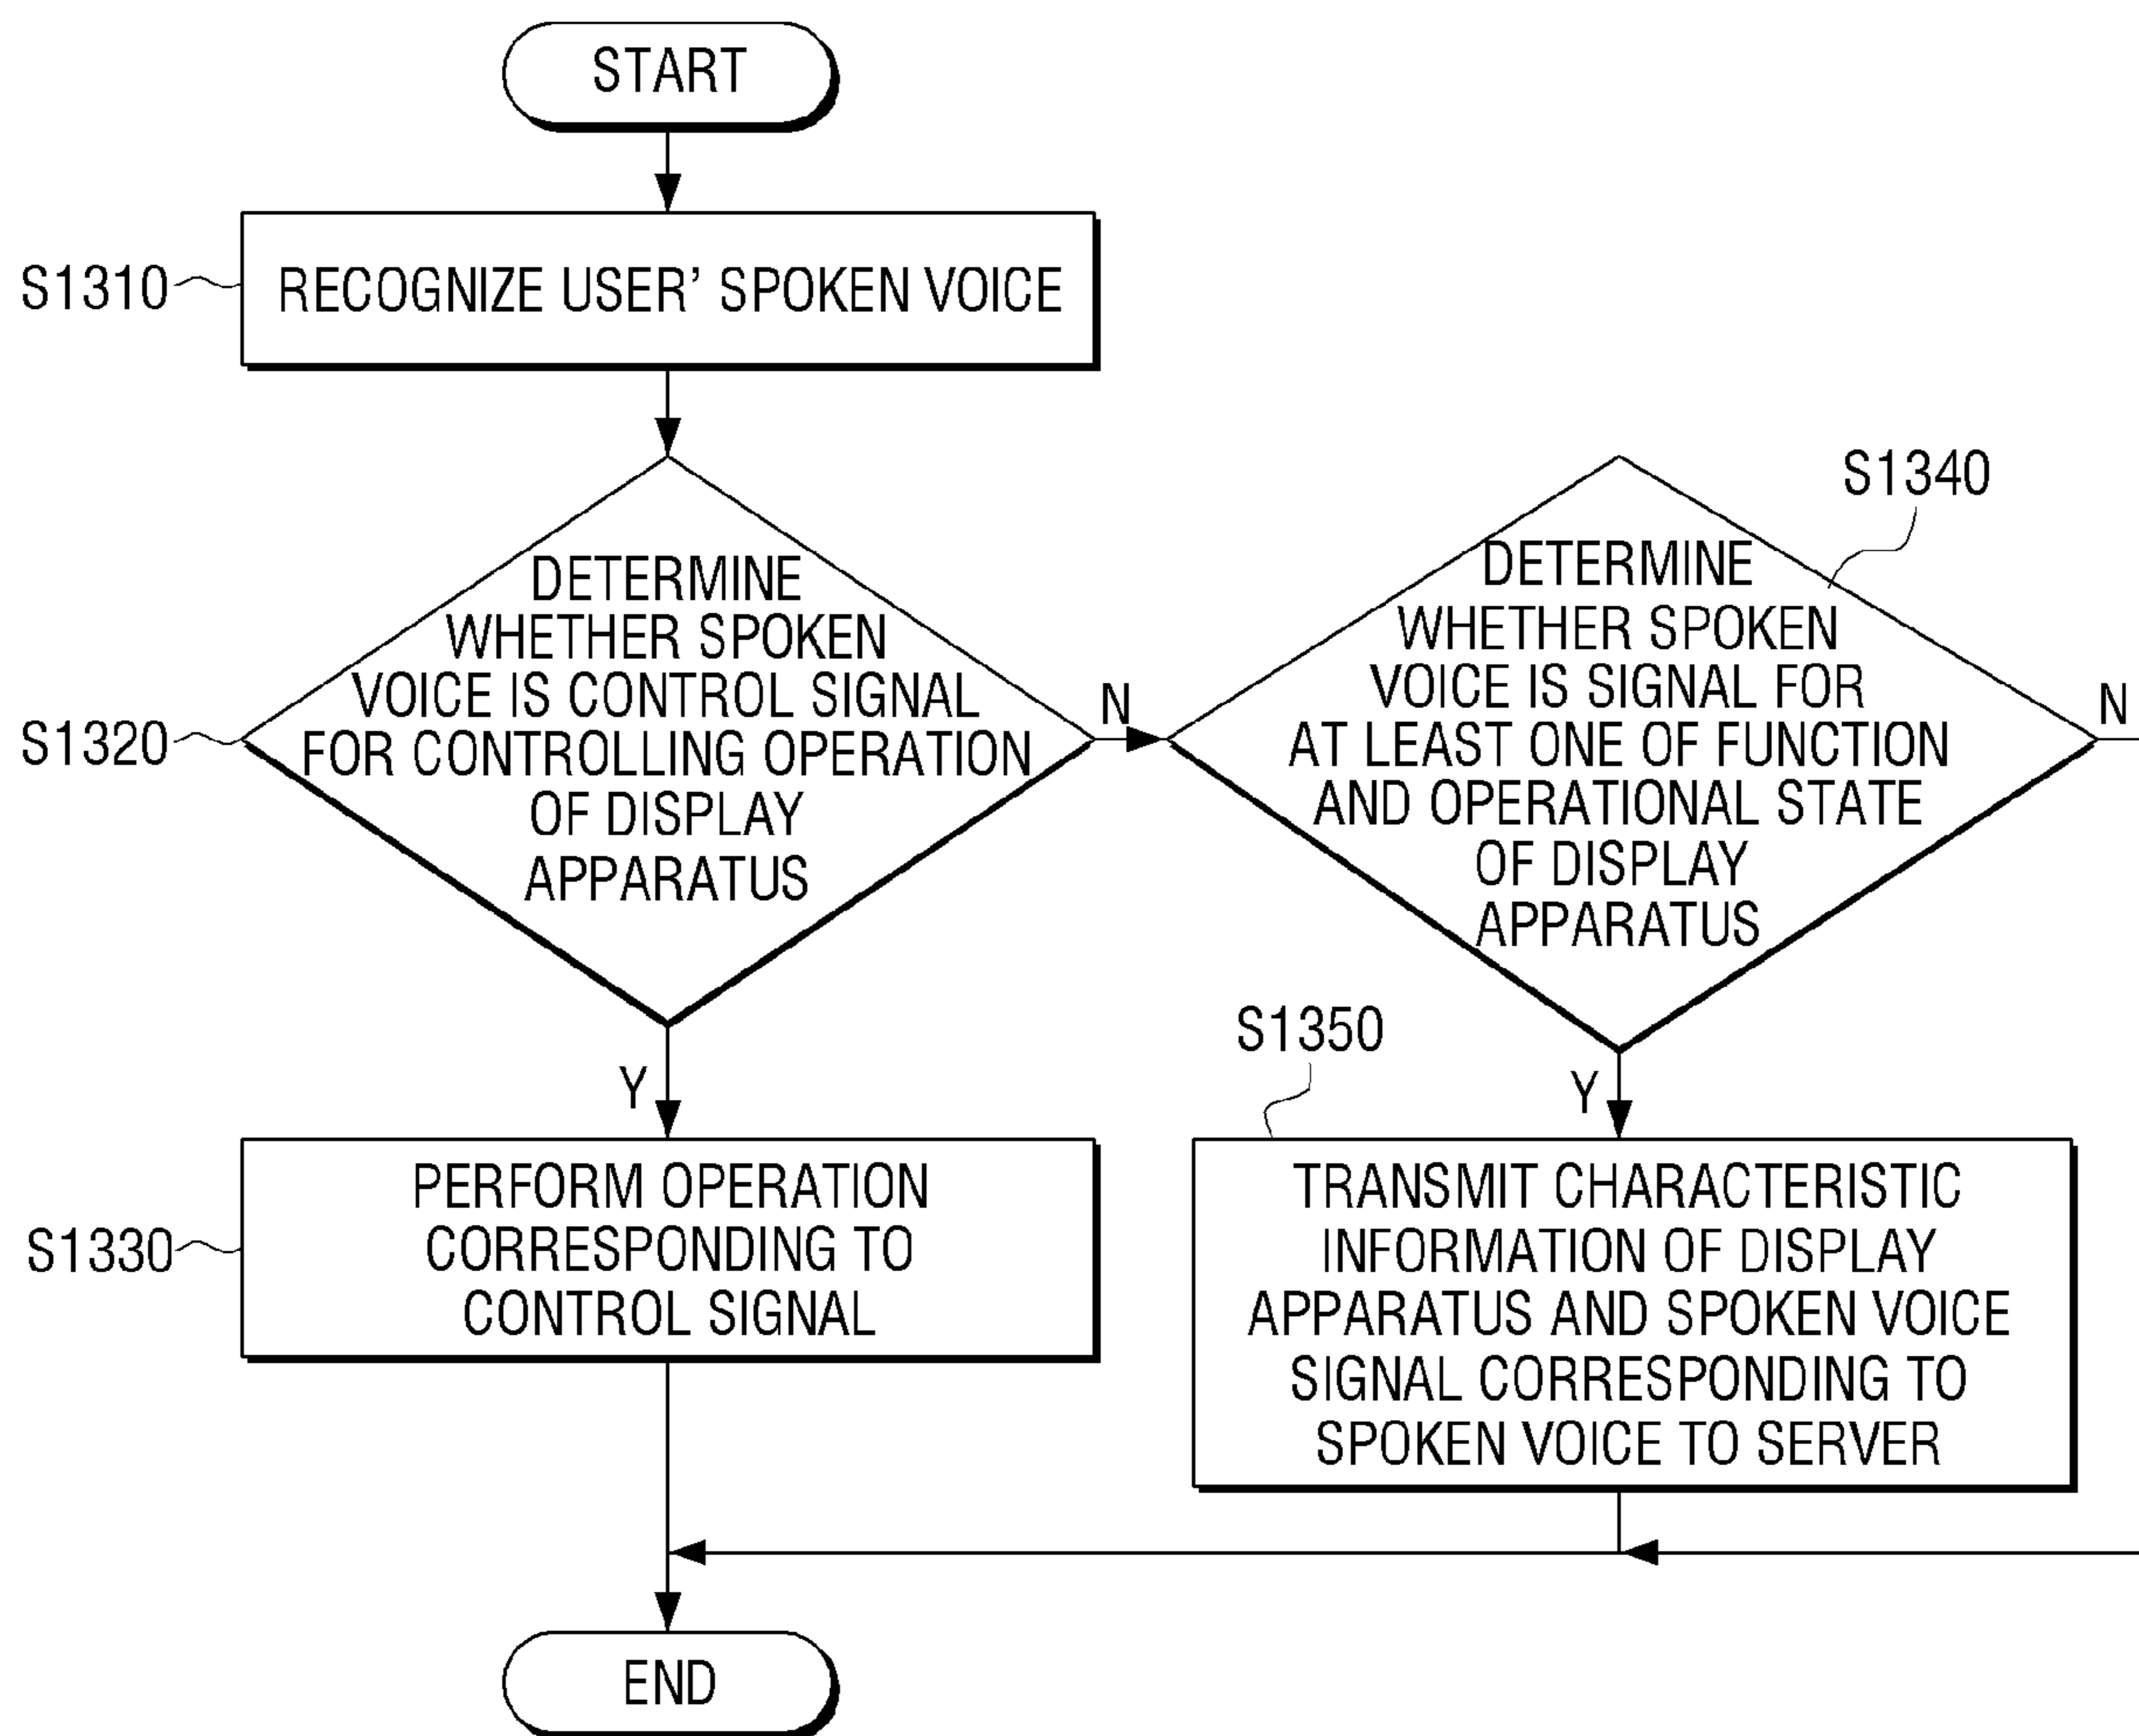 START
S1310
RECOGNIZE USER’ SPOKEN VOICE
S1320
DETERMINE
WHETHER SPOKEN
VOICE IS CONTROL SIGNAL
FOR CONTROLLING OPERATION
OF DISPLAY
APPARATUS
N
S1340
DETERMINE
WHETHER SPOKEN
VOICE IS SIGNAL FOR
AT LEAST ONE OF FUNCTION
AND OPERATIONAL STATE
OF DISPLAY
APPARATUS
N
Y
S1330
PERFORM OPERATION
CORRESPONDING TO
CONTROL SIGNAL
Y
S1350
TRANSMIT CHARACTERISTIC
INFORMATION OF DISPLAY
APPARATUS AND SPOKEN VOICE
SIGNAL CORRESPONDING TO
SPOKEN VOICE TO SERVER
END